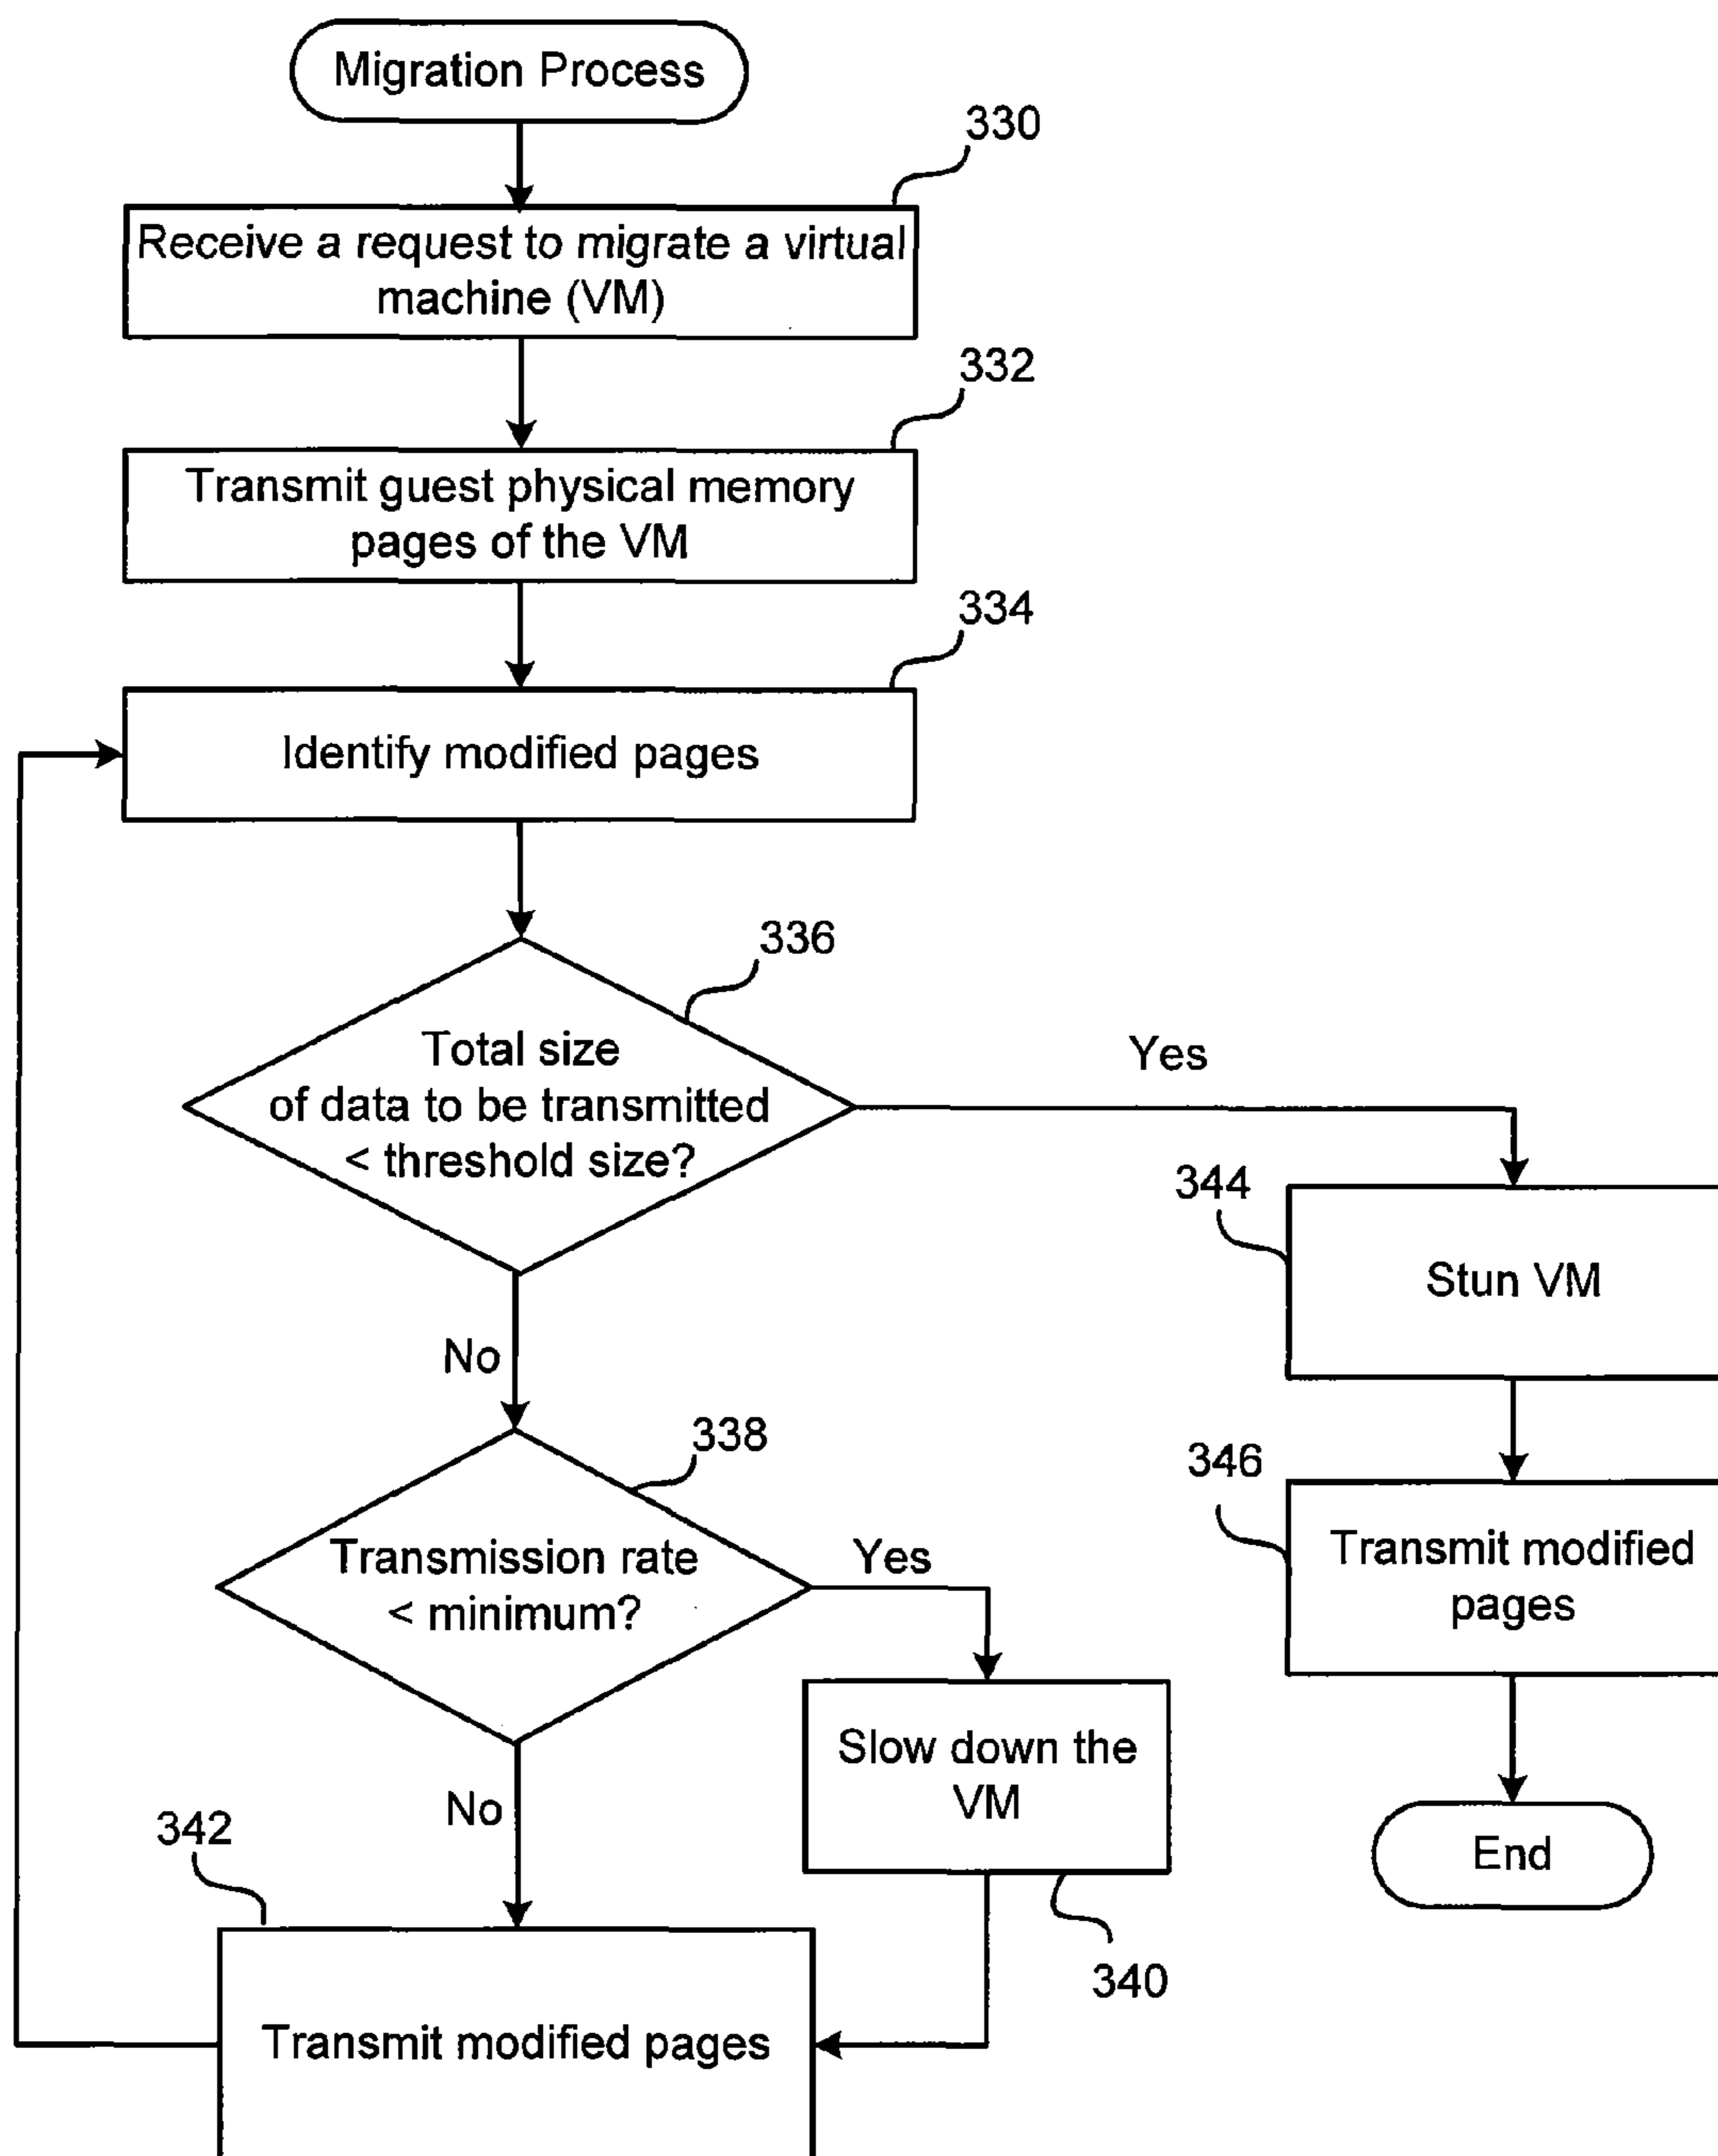 Migration Process
330
Receive a request to migrate a virtual
machine (VM)
332
Transmit guest physical memory
pages of the VM
334
Identify modified pages
336
Total size
of data to be transmitted
< threshold size?
Yes
No
344
Stun VM
338
Transmission rate
< minimum?
Yes
No
346
Transmit modified
pages
Slow down the
VM
340
End
342
Transmit modified pages